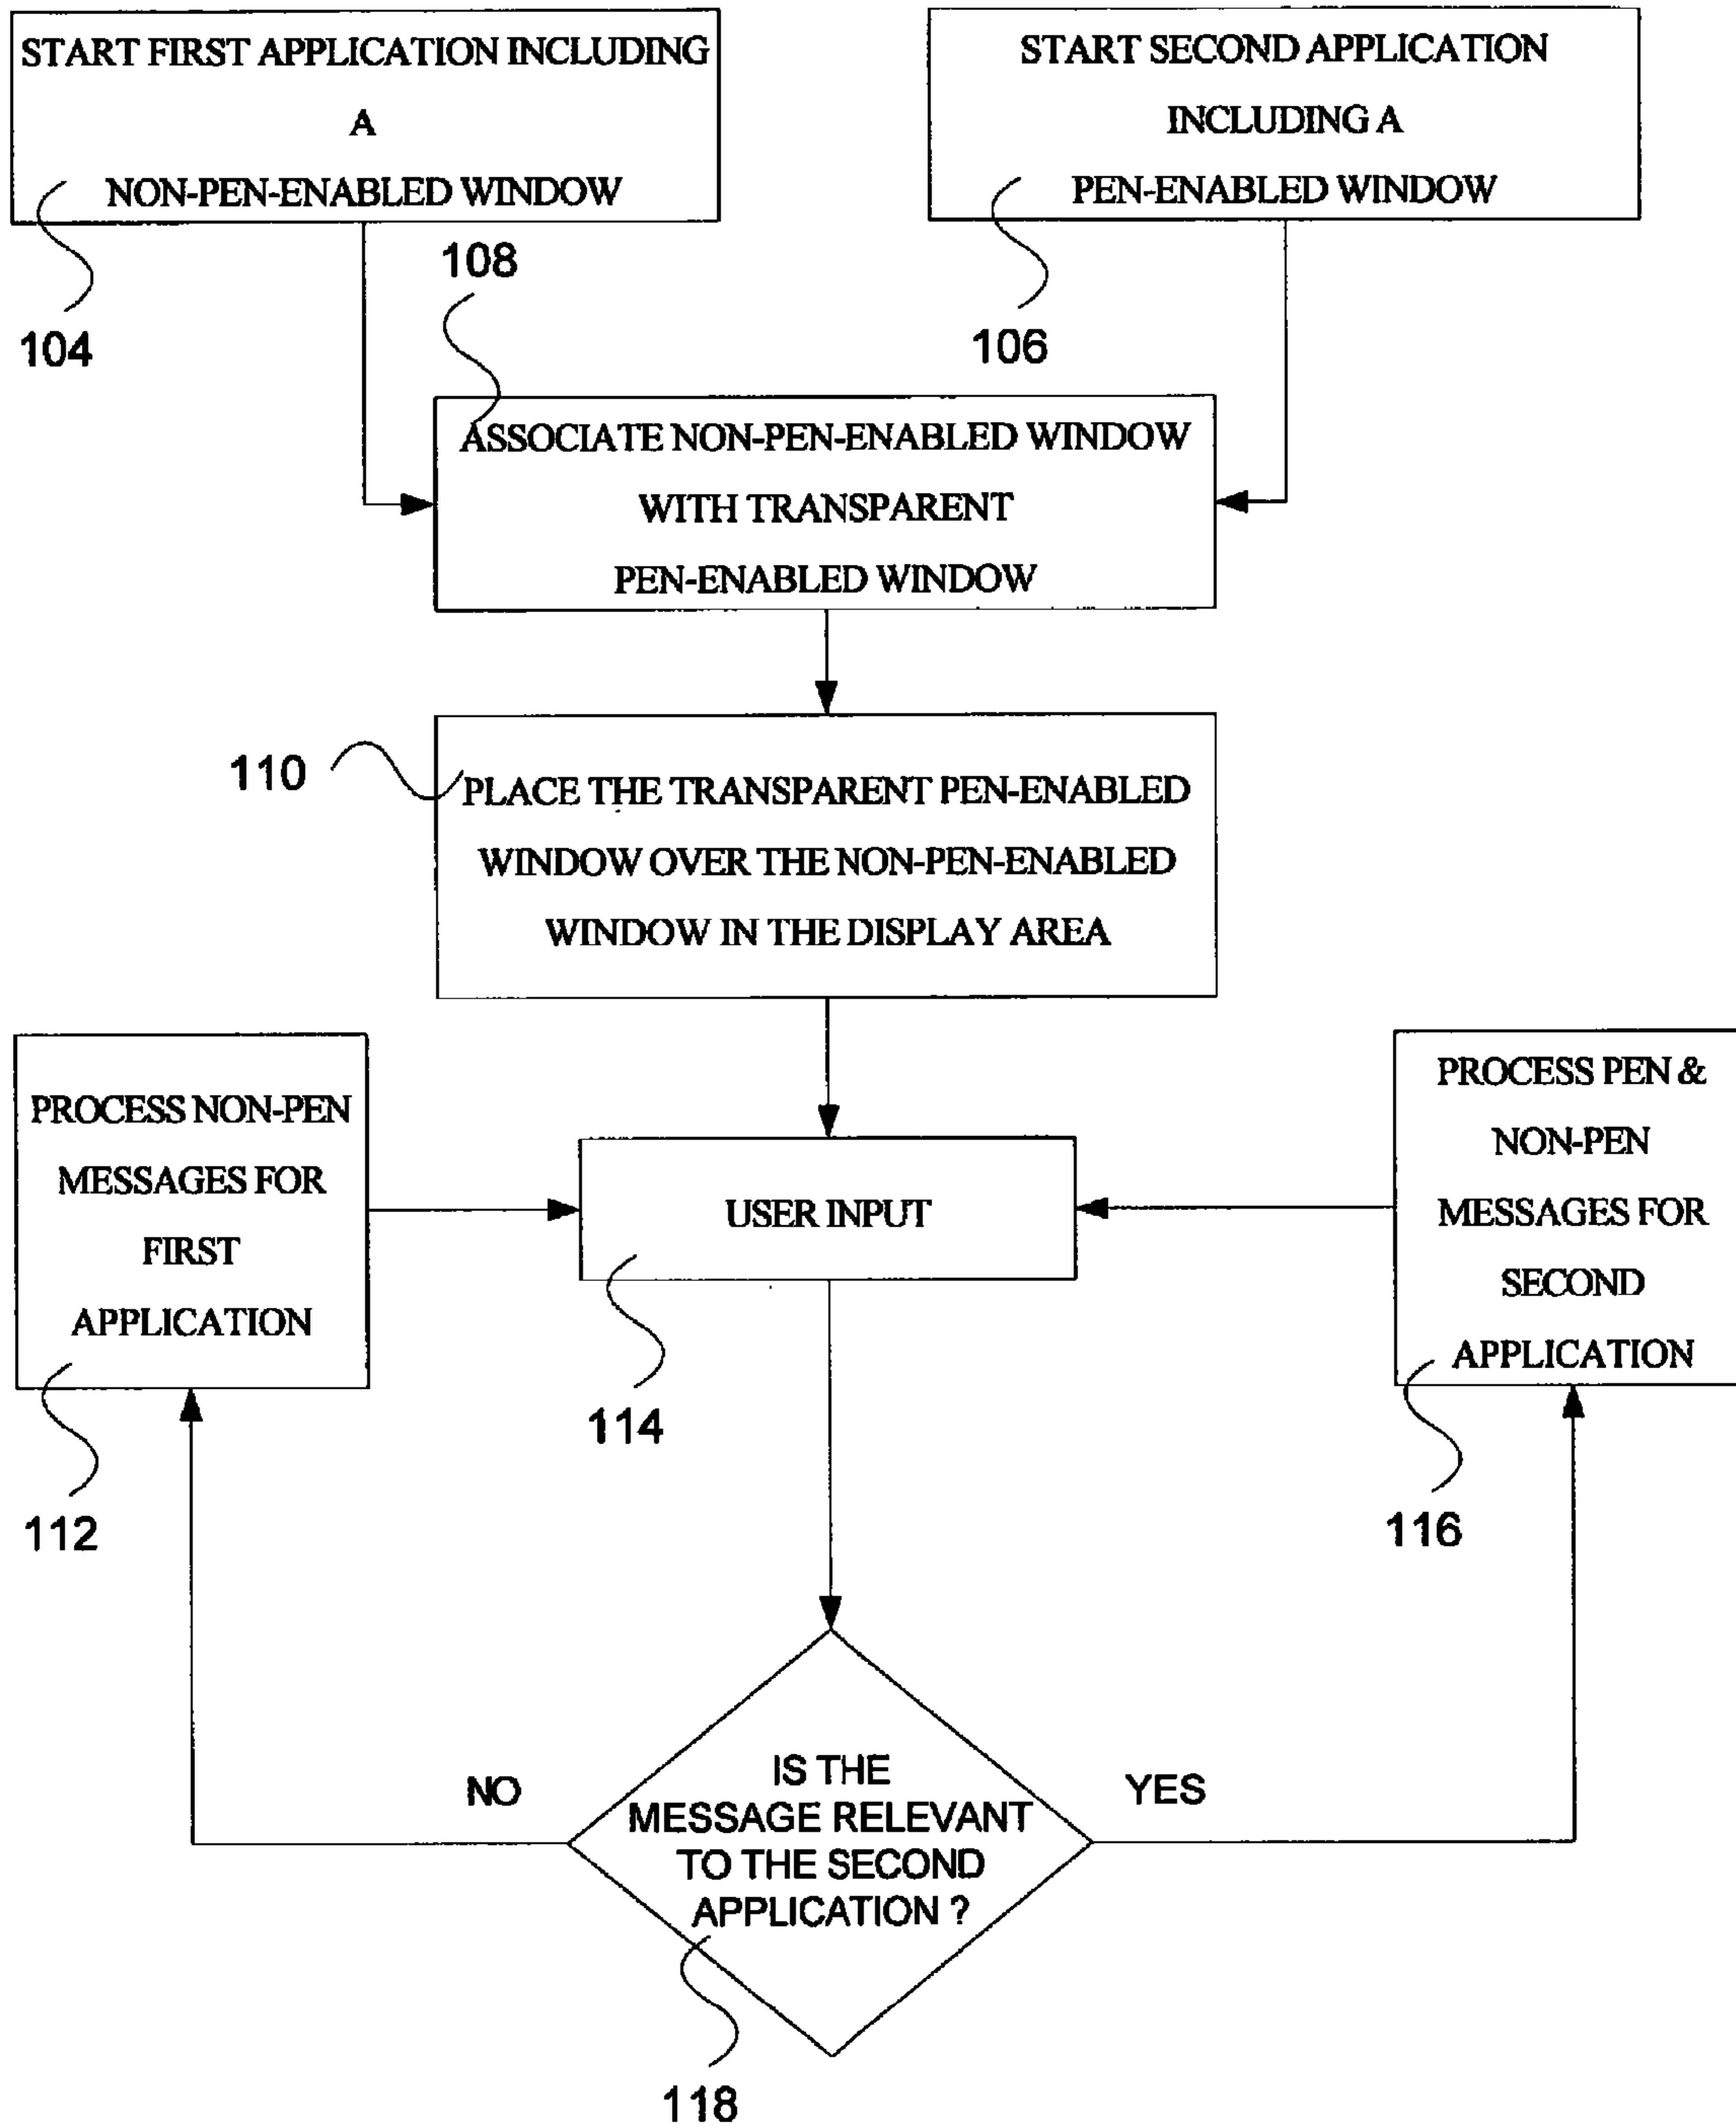 START FIRST APPLICATION INCLUDING
A
NON-PEN-ENABLED WINDOW
104
START SECOND APPLICATION
INCLUDING A
PEN-ENABLED WINDOW
106
108
ASSOCIATE NON-PEN-ENABLED WINDOW
WITH TRANSPARENT
PEN-ENABLED WINDOW
110
PLACE THE TRANSPARENT PEN-ENABLED
WINDOW OVER THE NON-PEN-ENABLED
WINDOW IN THE DISPLAY AREA
PROCESS NON-PEN
MESSAGES FOR
FIRST
APPLICATION
112
USER INPUT
114
PROCESS PEN &
NON-PEN
MESSAGES FOR
SECOND
APPLICATION
116
NO
IS THE
MESSAGE RELEVANT
TO THE SECOND
APPLICATION ?
YES
118